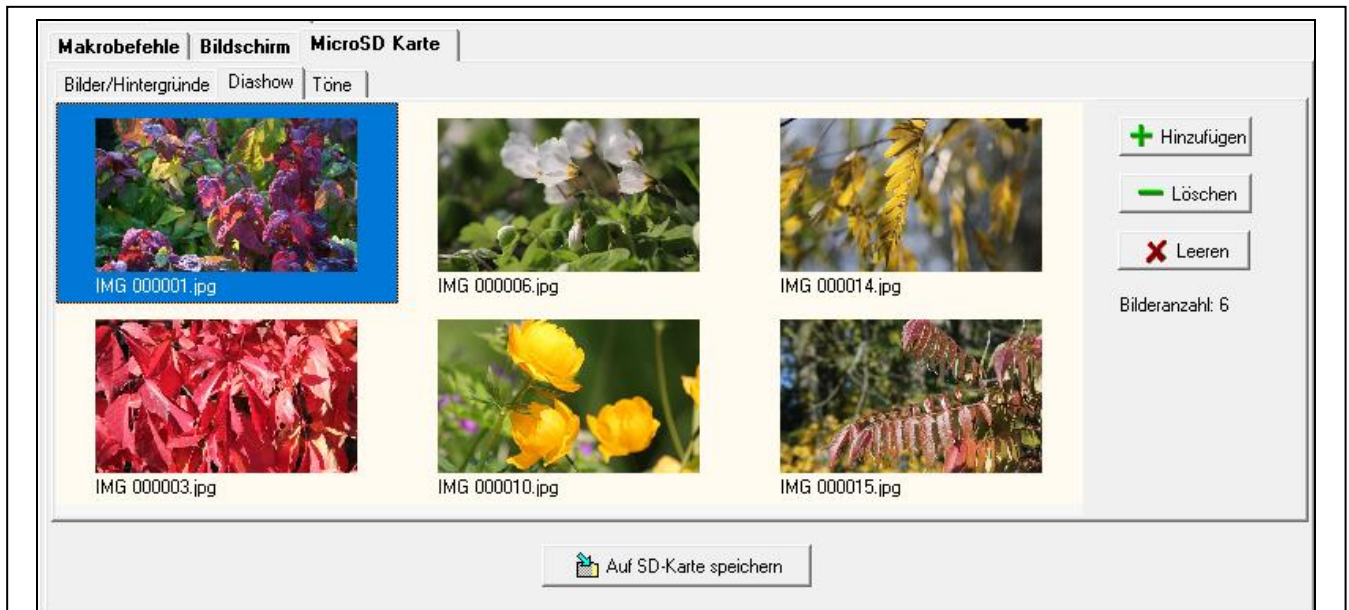 Makrobefehle Bildschirm MicroSD Karte
Bilder/Hintergründe Diashow Töne
IMG 000001.jpg IMG 000006.jpg IMG 000014.jpg
IMG 000003.jpg IMG 000010.jpg IMG 000015.jpg
Hinzufügen
Löschen
Leeren
Bilderanzahl: 6
Auf SD-Karte speichern